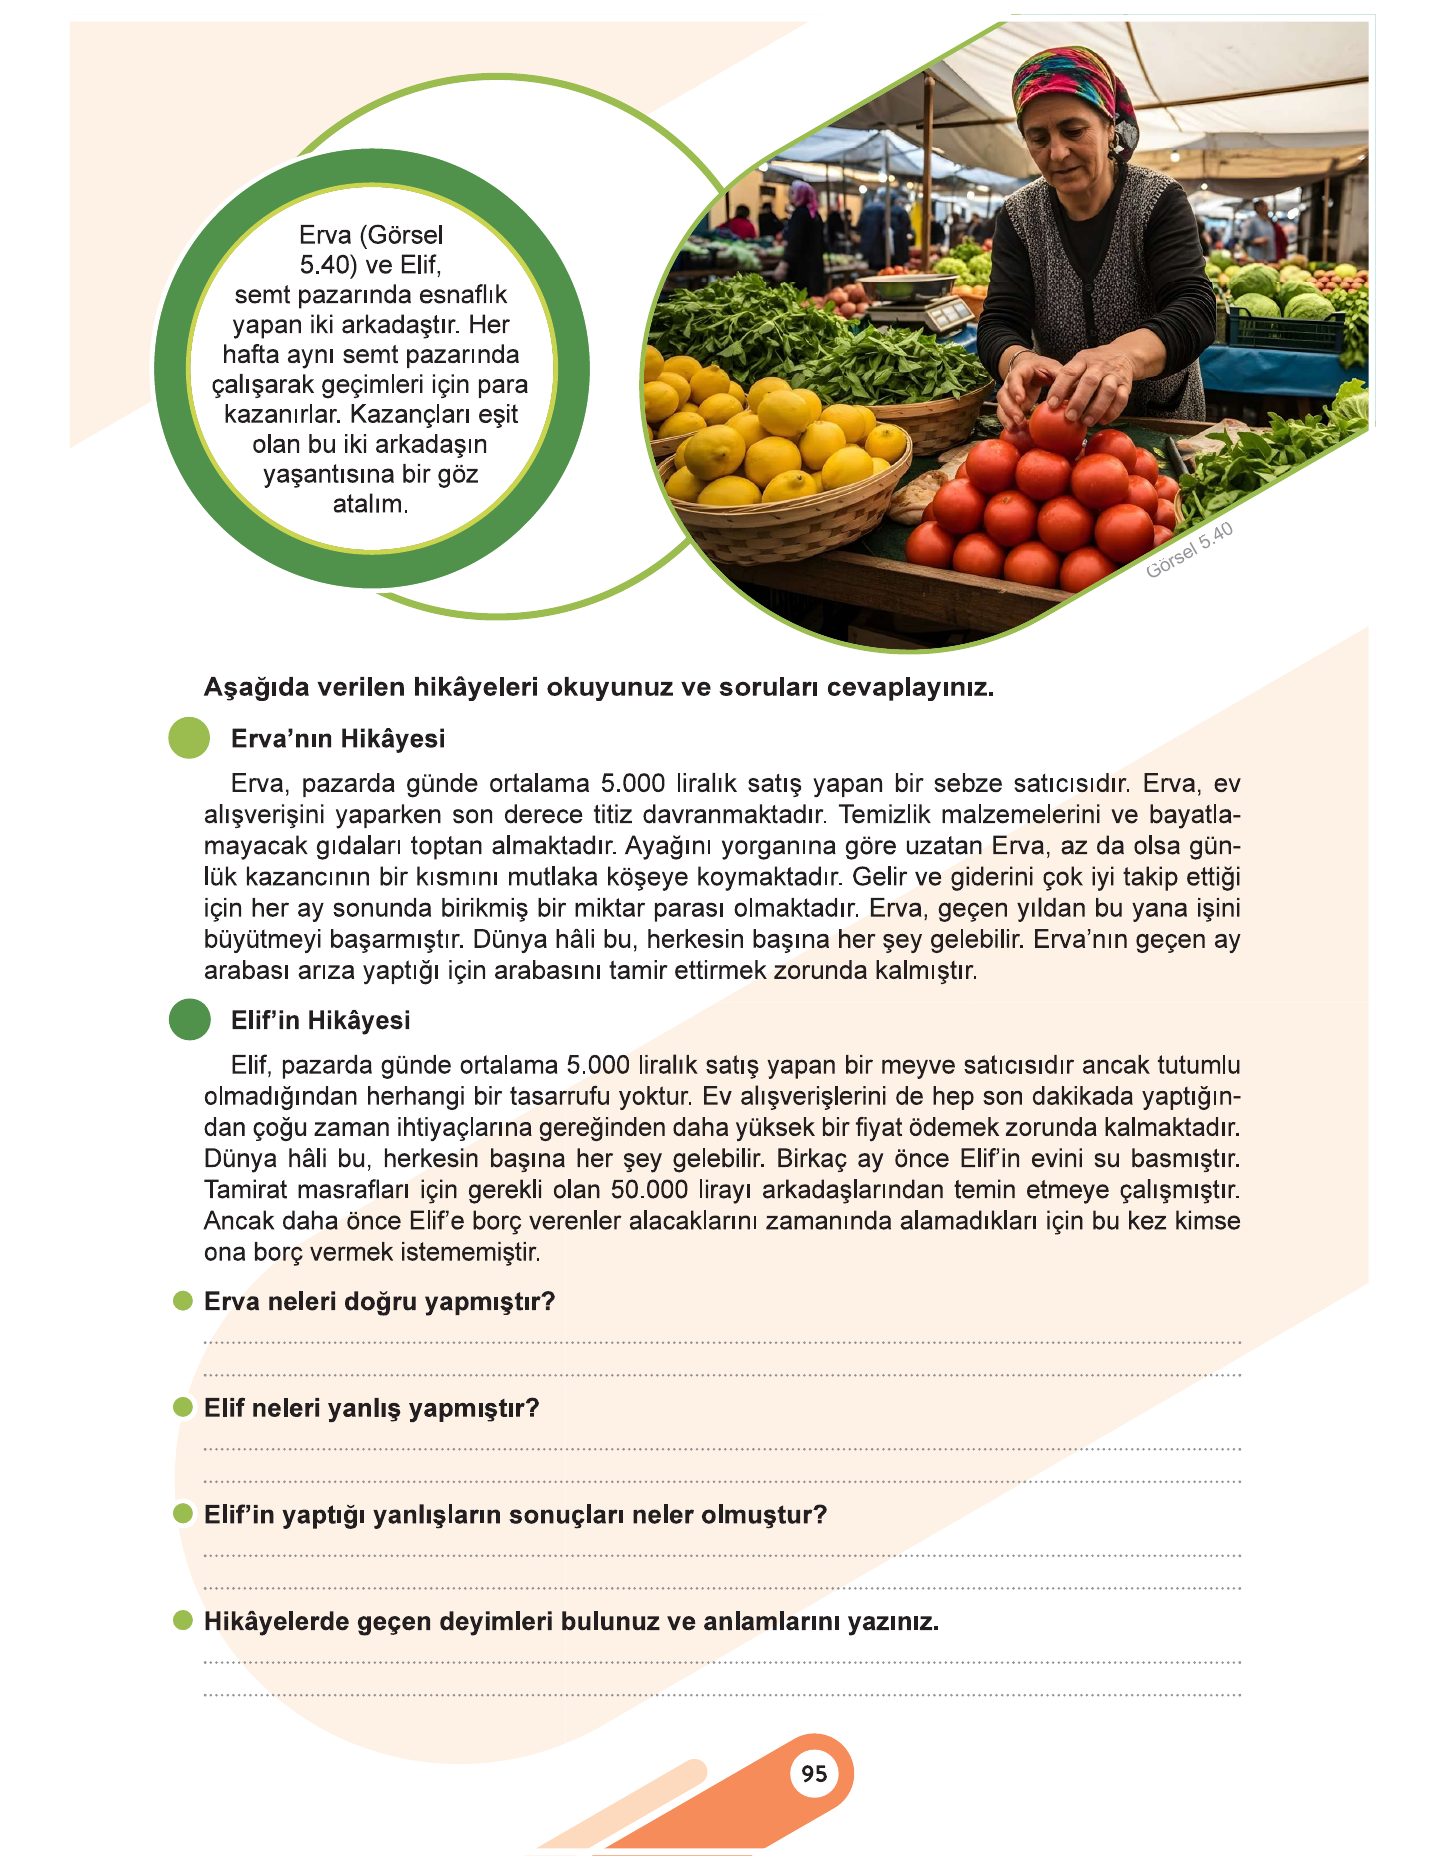 Erva (Görsel
5.40) ve Elif,
semt pazarında esnaflık
yapan iki arkadaştır. Her
hafta aynı semt pazarında
çalışarak geçimleri için para
kazanırlar. Kazançları eşit
olan bu iki arkadaşın
yaşantısına bir göz
atalım.
Görsel 5.40
Aşağıda verilen hikâyeleri okuyunuz ve soruları cevaplayınız.
Erva’nın Hikâyesi
Erva, pazarda günde ortalama 5.000 liralık satış yapan bir sebze satıcısıdır. Erva, ev
alışverişini yaparken son derece titiz davranmaktadır. Temizlik malzemelerini ve bayatla-
mayacak gıdaları toptan almaktadır. Ayağını yorganına göre uzatan Erva, az da olsa gün-
lük kazancının bir kısmını mutlaka köşeye koymaktadır. Gelir ve giderini çok iyi takip ettiği
için her ay sonunda birikmiş bir miktar parası olmaktadır. Erva, geçen yıldan bu yana işini
büyütmeyi başarmıştır. Dünya hâli bu, herkesin başına her şey gelebilir. Erva’nın geçen ay
arabası arıza yaptığı için arabasını tamir ettirmek zorunda kalmıştır.
Elif’in Hikâyesi
Elif, pazarda günde ortalama 5.000 liralık satış yapan bir meyve satıcısıdır ancak tutumlu
olmadığından herhangi bir tasarrufu yoktur. Ev alışverişlerini de hep son dakikada yaptığın-
dan çoğu zaman ihtiyaçlarına gereğinden daha yüksek bir fiyat ödemek zorunda kalmaktadır.
Dünya hâli bu, herkesin başına her şey gelebilir. Birkaç ay önce Elif’in evini su basmıştır.
Tamirat masrafları için gerekli olan 50.000 lirayı arkadaşlarından temin etmeye çalışmıştır.
Ancak daha önce Elif’e borç verenler alacaklarını zamanında alamadıkları için bu kez kimse
ona borç vermek istememiştir.
Erva neleri doğru yapmıştır?
Elif neleri yanlış yapmıştır?
Elif’in yaptığı yanlışların sonuçları neler olmuştur?
Hikâyelerde geçen deyimleri bulunuz ve anlamlarını yazınız.
95